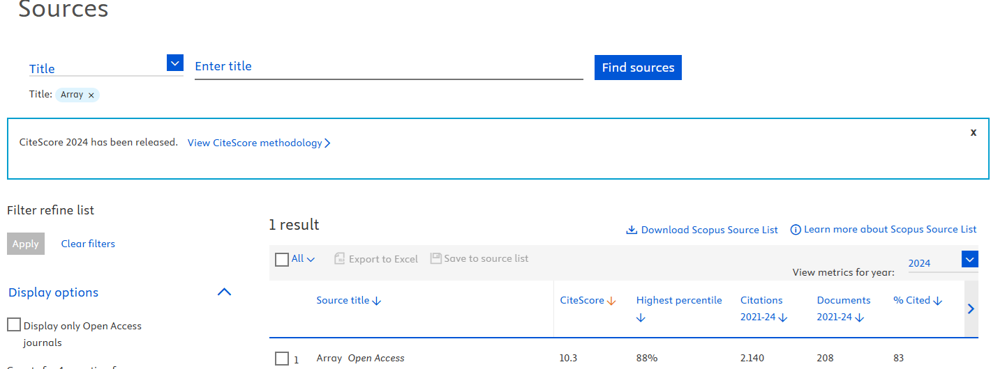 Sources
Title
Enter title
Find sources
Title: Array x
CiteScore 2024 has been released. View CiteScore methodology
x
Filter refine list
Apply
Clear filters
Display options
Display only Open Access
journals
1 result
Download Scopus Source List
Learn more about Scopus Source List
All
Export to Excel
Save to source list
View metrics for year:
2024
Source title
CiteScore
Highest percentile
Citations
2021-24
Documents
2021-24
% Cited
1
Array Open Access
10.3
88%
2.140
208
83